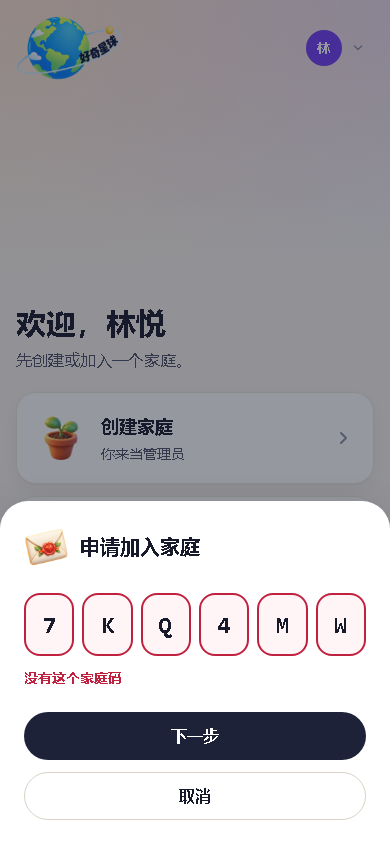 好奇星球
林
欢迎，林悦
先创建或加入一个家庭。
创建家庭
你来当管理员
申请加入家庭
7 K Q 4 M W
没有这个家庭码
下一步
取消